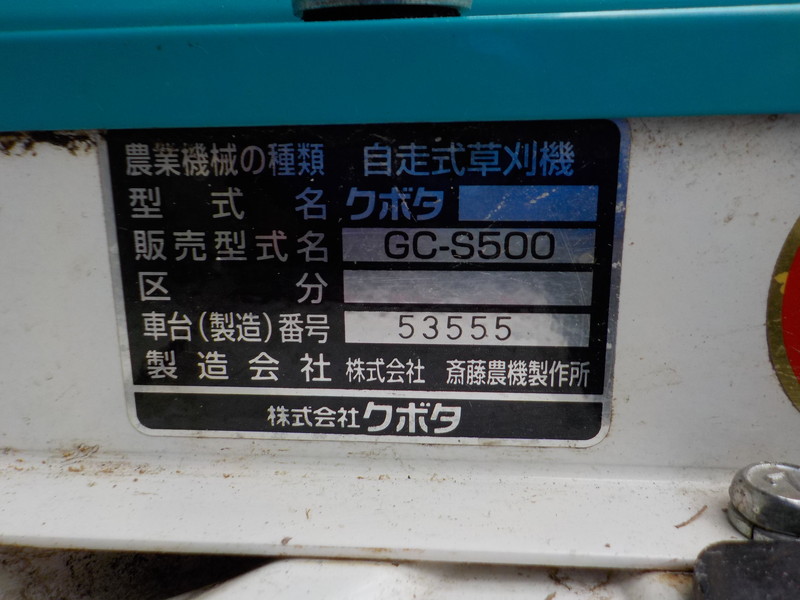 農業機械の種類 自走式草刈機
型式名 クボタ
販売型式名 GC-S500
区分
車台(製造)番号 53555
製造会社 株式会社 斎藤農機製作所
株式会社クボタ